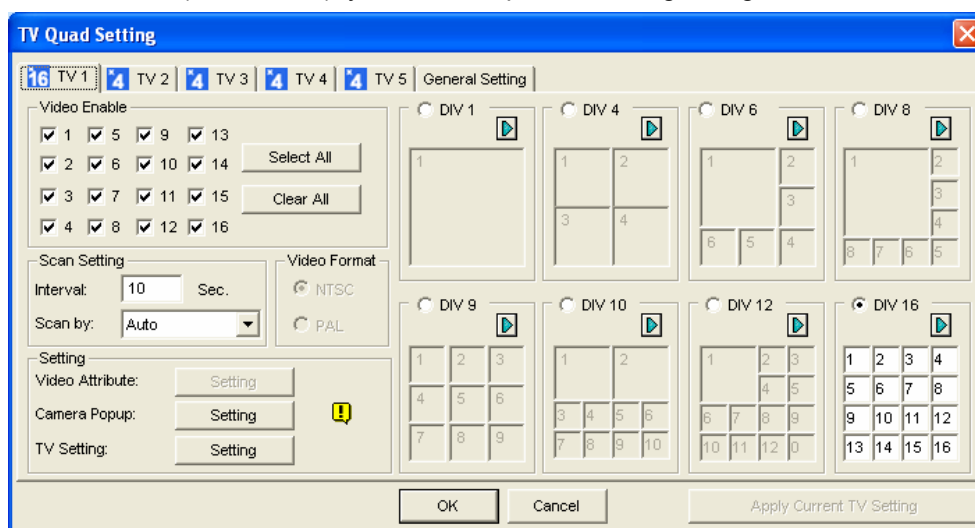 TV Quad Setting
16 TV 1 4 TV 2 4 TV 3 4 TV 4 4 TV 5 General Setting
Video Enable
1 5 9 13
2 6 10 14
3 7 11 15
4 8 12 16
Select All
Clear All
Scan Setting
Interval: 10 Sec.
Scan by: Auto
Video Format
NTSC
PAL
Setting
Video Attribute: Setting
Camera Popup: Setting
TV Setting: Setting
DIV 1
1
DIV 4
1 2
3 4
DIV 6
1 2
3
6 5 4
DIV 8
1 2
3
4
8 7 6 5
DIV 9
1 2 3
4 5 6
7 8 9
DIV 10
1 2
3 4 5 6
7 8 9 10
DIV 12
1 2 3
4 5
6 7 8 9
10 11 12 0
DIV 16
1 2 3 4
5 6 7 8
9 10 11 12
13 14 15 16
OK Cancel Apply Current TV Setting